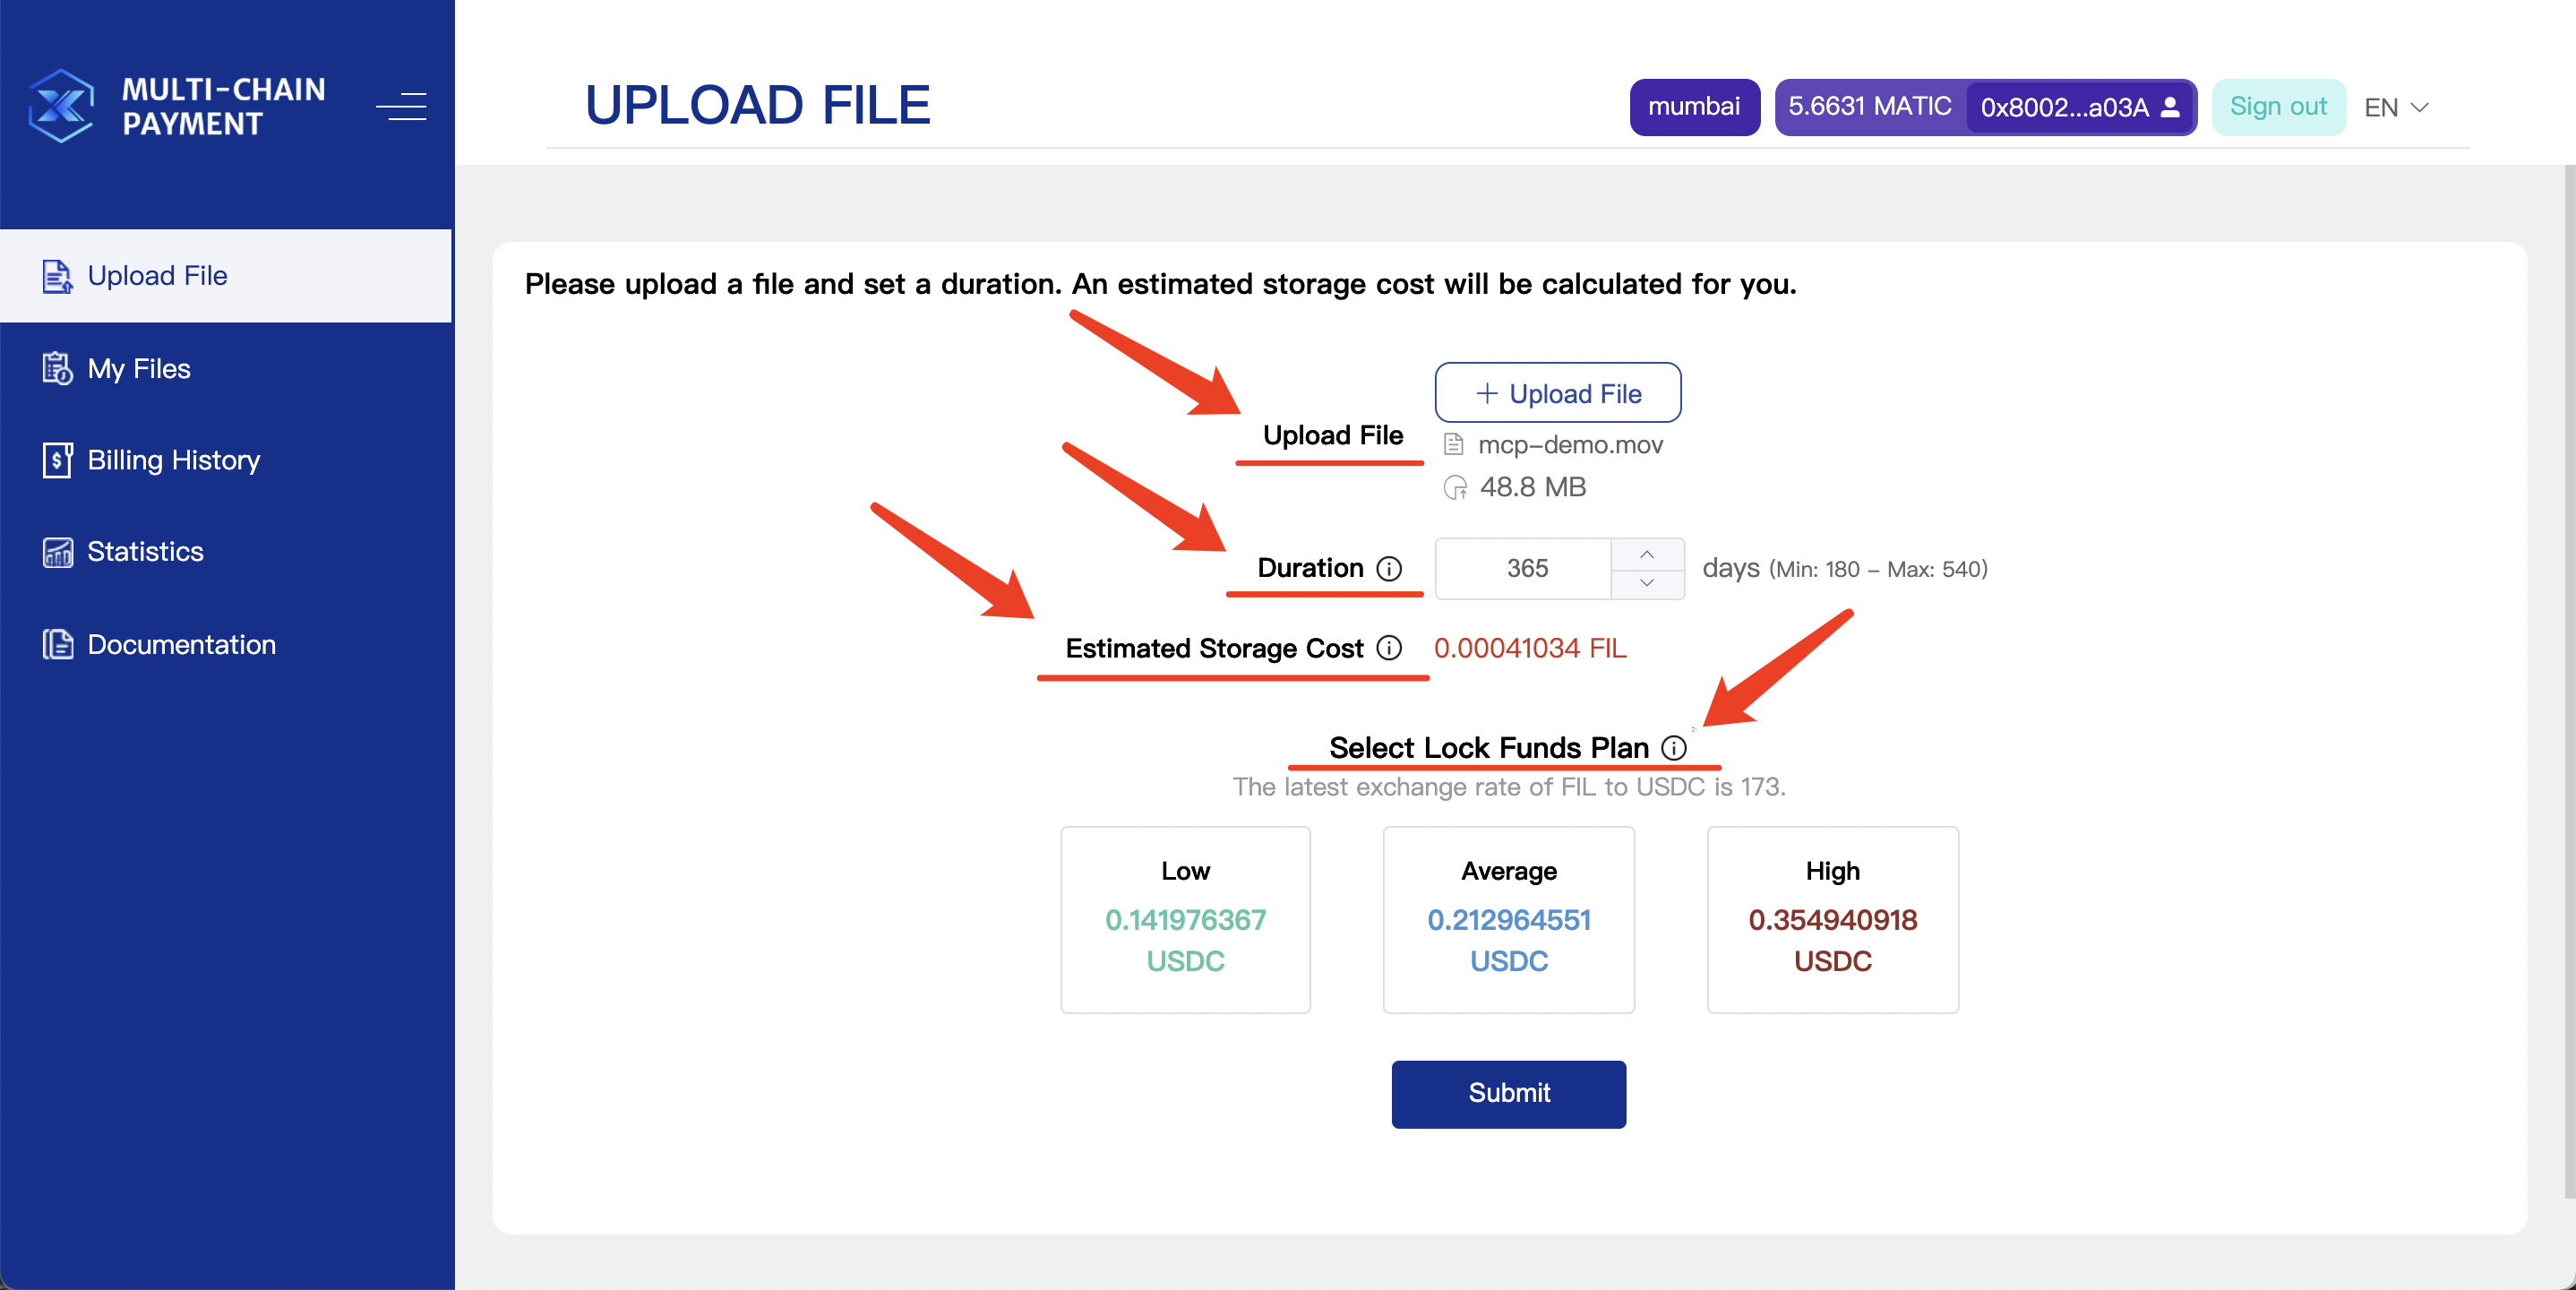 MULTI-CHAIN
PAYMENT
UPLOAD FILE
mumbai
5.6631 MATIC
0x8002...a03A
Sign out
EN
Upload File
My Files
Billing History
Statistics
Documentation
Please upload a file and set a duration. An estimated storage cost will be calculated for you.
Upload File
+ Upload File
mcp-demo.mov
48.8 MB
Duration
365
days (Min: 180 – Max: 540)
Estimated Storage Cost
0.00041034 FIL
Select Lock Funds Plan
The latest exchange rate of FIL to USDC is 173.
Low
0.141976367
USDC
Average
0.212964551
USDC
High
0.354940918
USDC
Submit